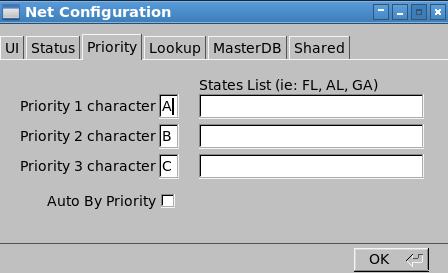 Net Configuration
UI Status Priority Lookup MasterDB Shared
States List (ie: FL, AL, GA)
Priority 1 character A
Priority 2 character B
Priority 3 character C
Auto By Priority
OK